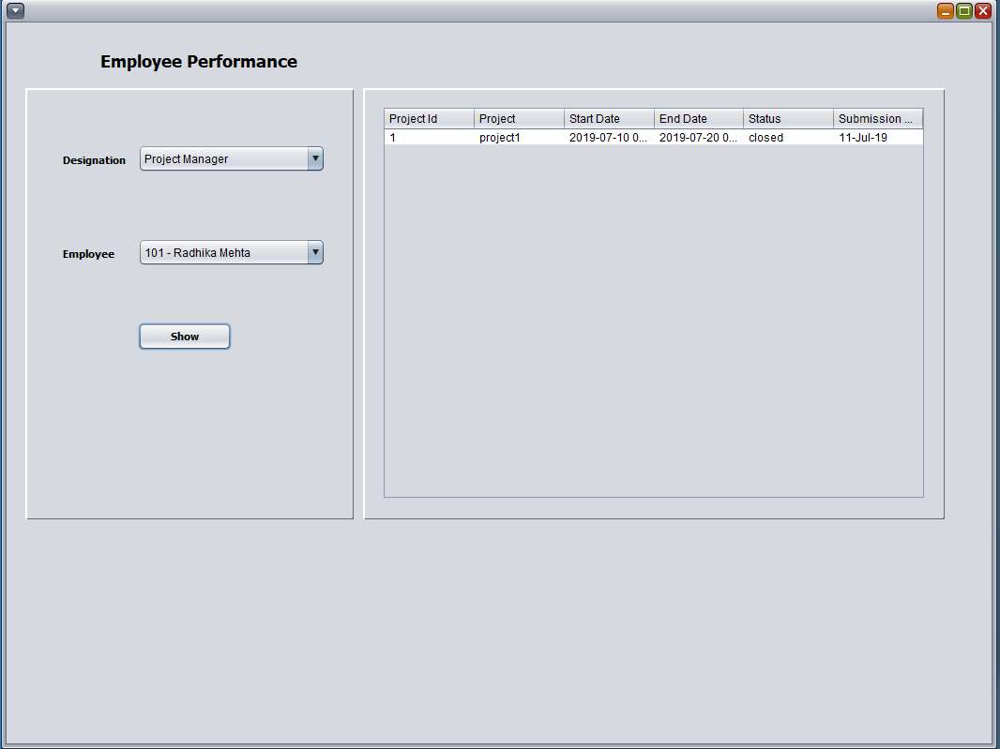 Employee Performance
Designation
Project Manager
Employee
101 - Radhika Mehta
Show
Project Id Project Start Date End Date Status Submission ...
1 project1 2019-07-10 0... 2019-07-20 0... closed 11-Jul-19